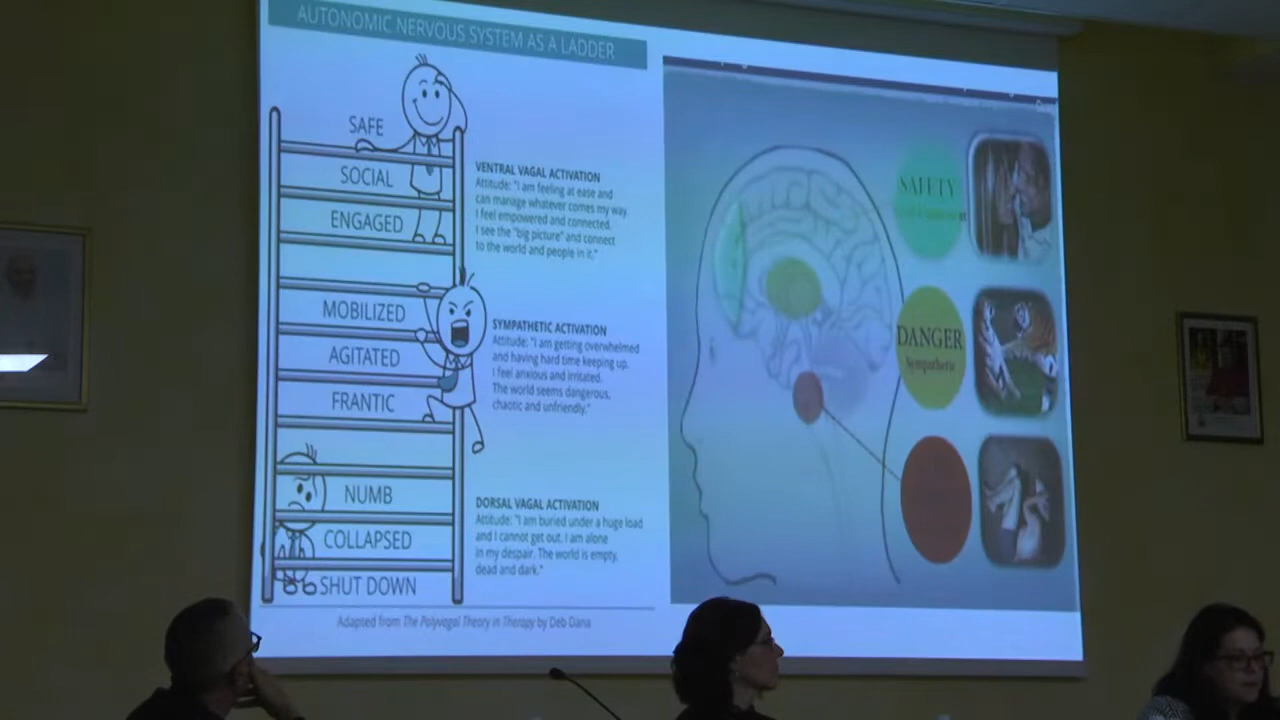 AUTONOMIC NERVOUS SYSTEM AS A LADDER
SAFE
SOCIAL
ENGAGED
VENTRAL VAGAL ACTIVATION
Attitude: "I am feeling at ease and
can manage whatever comes my way.
I feel empowered and connected.
I see the "big picture" and connect
to the world and people in it."
MOBILIZED
AGITATED
FRANTIC
SYMPATHETIC ACTIVATION
Attitude: "I am getting overwhelmed
and having hard time keeping up.
I feel anxious and irritated.
The world seems dangerous,
chaotic and unfriendly."
NUMB
COLLAPSED
SHUT DOWN
DORSAL VAGAL ACTIVATION
Attitude: "I am buried under a huge load
and I cannot get out. I am alone
in my despair. The world is empty,
dead and dark."
Adapted from The Polyvagal Theory in Therapy by Deb Dana
SAFETY
DANGER
Sympathetic